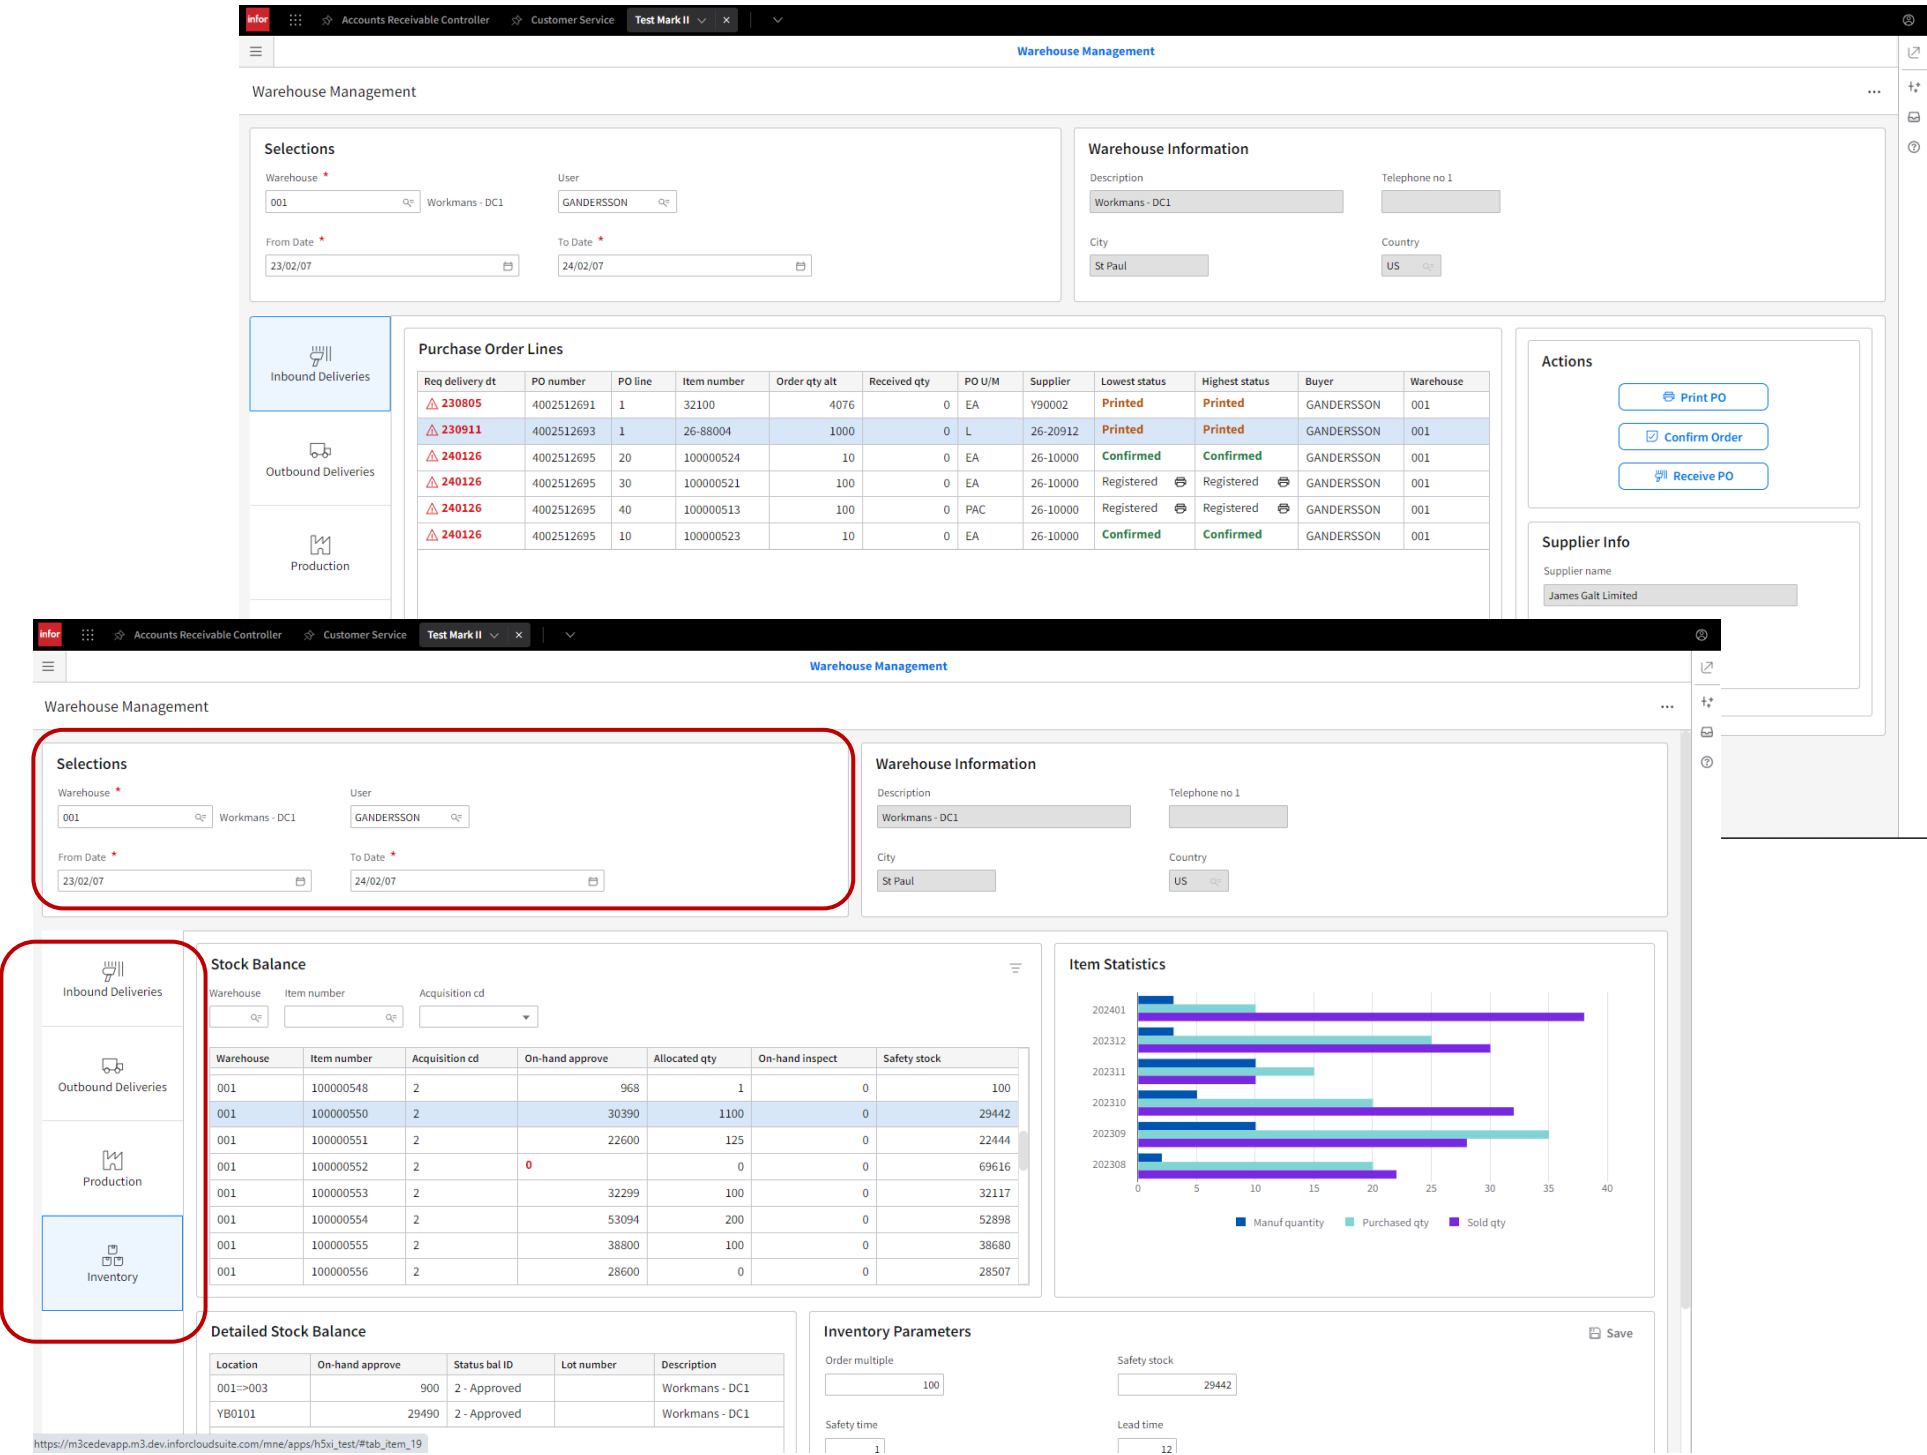 infor Accounts Receivable Controller Customer Service Test Mark II
Warehouse Management
Warehouse Management
Selections
Warehouse * User
001 Workmans - DC1 GANDERSSON
From Date * To Date *
23/02/07 24/02/07
Warehouse Information
Description Telephone no 1
Workmans - DC1
City Country
St Paul US
Inbound Deliveries
Outbound Deliveries
Production
Purchase Order Lines
Req delivery dt PO number PO line Item number Order qty alt Received qty PO U/M Supplier Lowest status Highest status Buyer Warehouse
230805 4002512691 1 32100 4076 0 EA Y90002 Printed Printed GANDERSSON 001
230911 4002512693 1 26-88004 1000 0 L 26-20912 Printed Printed GANDERSSON 001
240126 4002512695 20 100000524 10 0 EA 26-10000 Confirmed Confirmed GANDERSSON 001
240126 4002512695 30 100000521 100 0 EA 26-10000 Registered Registered GANDERSSON 001
240126 4002512695 40 100000513 100 0 PAC 26-10000 Registered Registered GANDERSSON 001
240126 4002512695 10 100000523 10 0 EA 26-10000 Confirmed Confirmed GANDERSSON 001
Actions
Print PO
Confirm Order
Receive PO
Supplier Info
Supplier name
James Galt Limited
infor Accounts Receivable Controller Customer Service Test Mark II
Warehouse Management
Warehouse Management
Selections
Warehouse * User
001 Workmans - DC1 GANDERSSON
From Date * To Date *
23/02/07 24/02/07
Warehouse Information
Description Telephone no 1
Workmans - DC1
City Country
St Paul US
Inbound Deliveries
Outbound Deliveries
Production
Inventory
Stock Balance
Warehouse Item number Acquisition cd
Warehouse Item number Acquisition cd On-hand approve Allocated qty On-hand inspect Safety stock
001 100000548 2 968 1 0 100
001 100000550 2 30390 1100 0 29442
001 100000551 2 22600 125 0 22444
001 100000552 2 0 0 0 69616
001 100000553 2 32299 100 0 32117
001 100000554 2 53094 200 0 52898
001 100000555 2 38800 100 0 38680
001 100000556 2 28600 0 0 28507
Item Statistics
202401
202312
202311
202310
202309
202308
0 5 10 15 20 25 30 35 40
Manuf quantity Purchased qty Sold qty
Detailed Stock Balance
Location On-hand approve Status bal ID Lot number Description
001=>003 900 2 - Approved Workmans - DC1
YB0101 29490 2 - Approved Workmans - DC1
Inventory Parameters
Save
Order multiple Safety stock
100 29442
Safety time Lead time
1 12
https://m3cedevapp.m3.dev.inforcloudsuite.com/mne/apps/h5xi_test/#tab_item_19